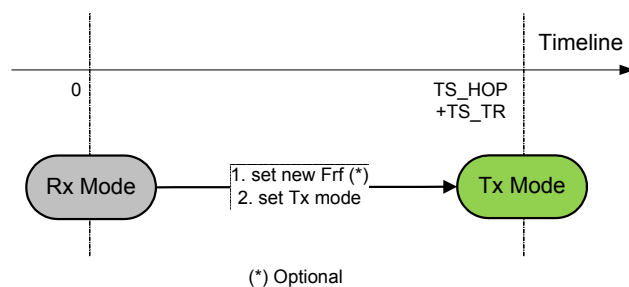 Timeline
0
TS_HOP
+TS_TR
Rx Mode
1. set new Frf (*)
2. set Tx mode
Tx Mode
(*) Optional